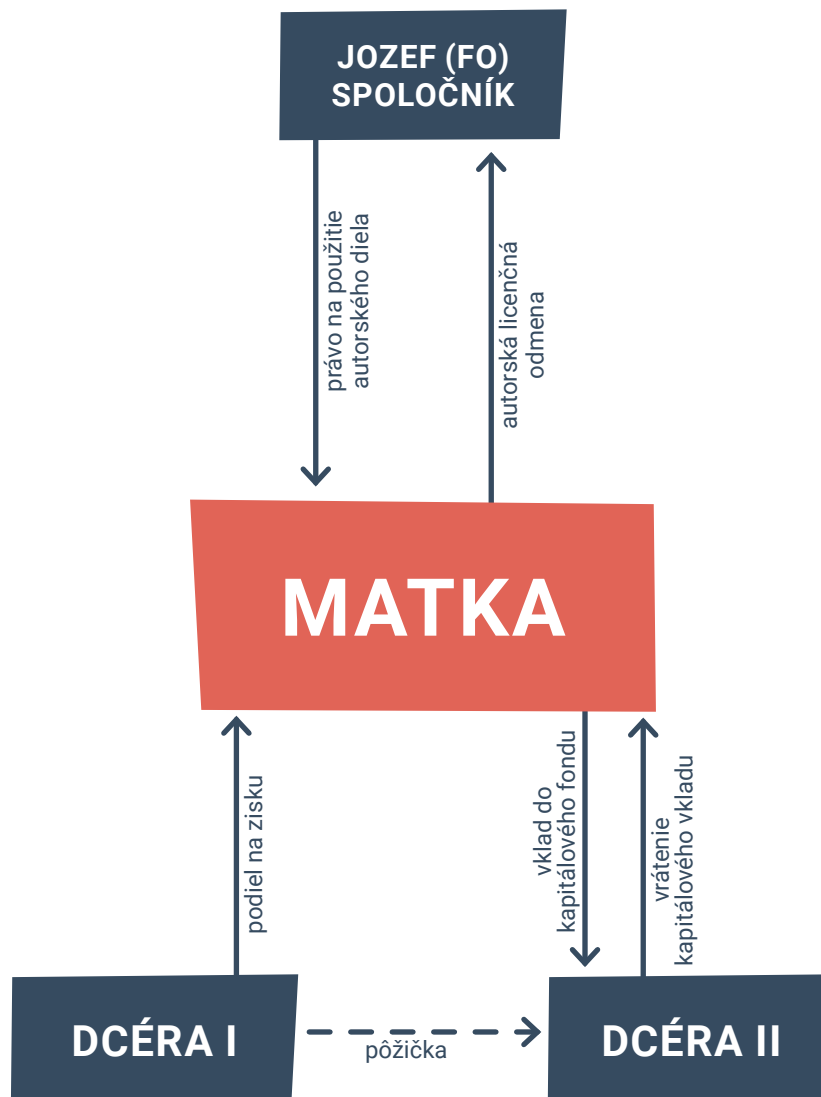 JOZEF (FO)
SPOLOČNÍK
právo na použitie
autorského diela
autorská licenčná
odmena
MATKA
podiel na zisku
vklad do
kapitálového fondu
vrátenie
kapitálového vkladu
DCÉRA I
pôžička
DCÉRA II